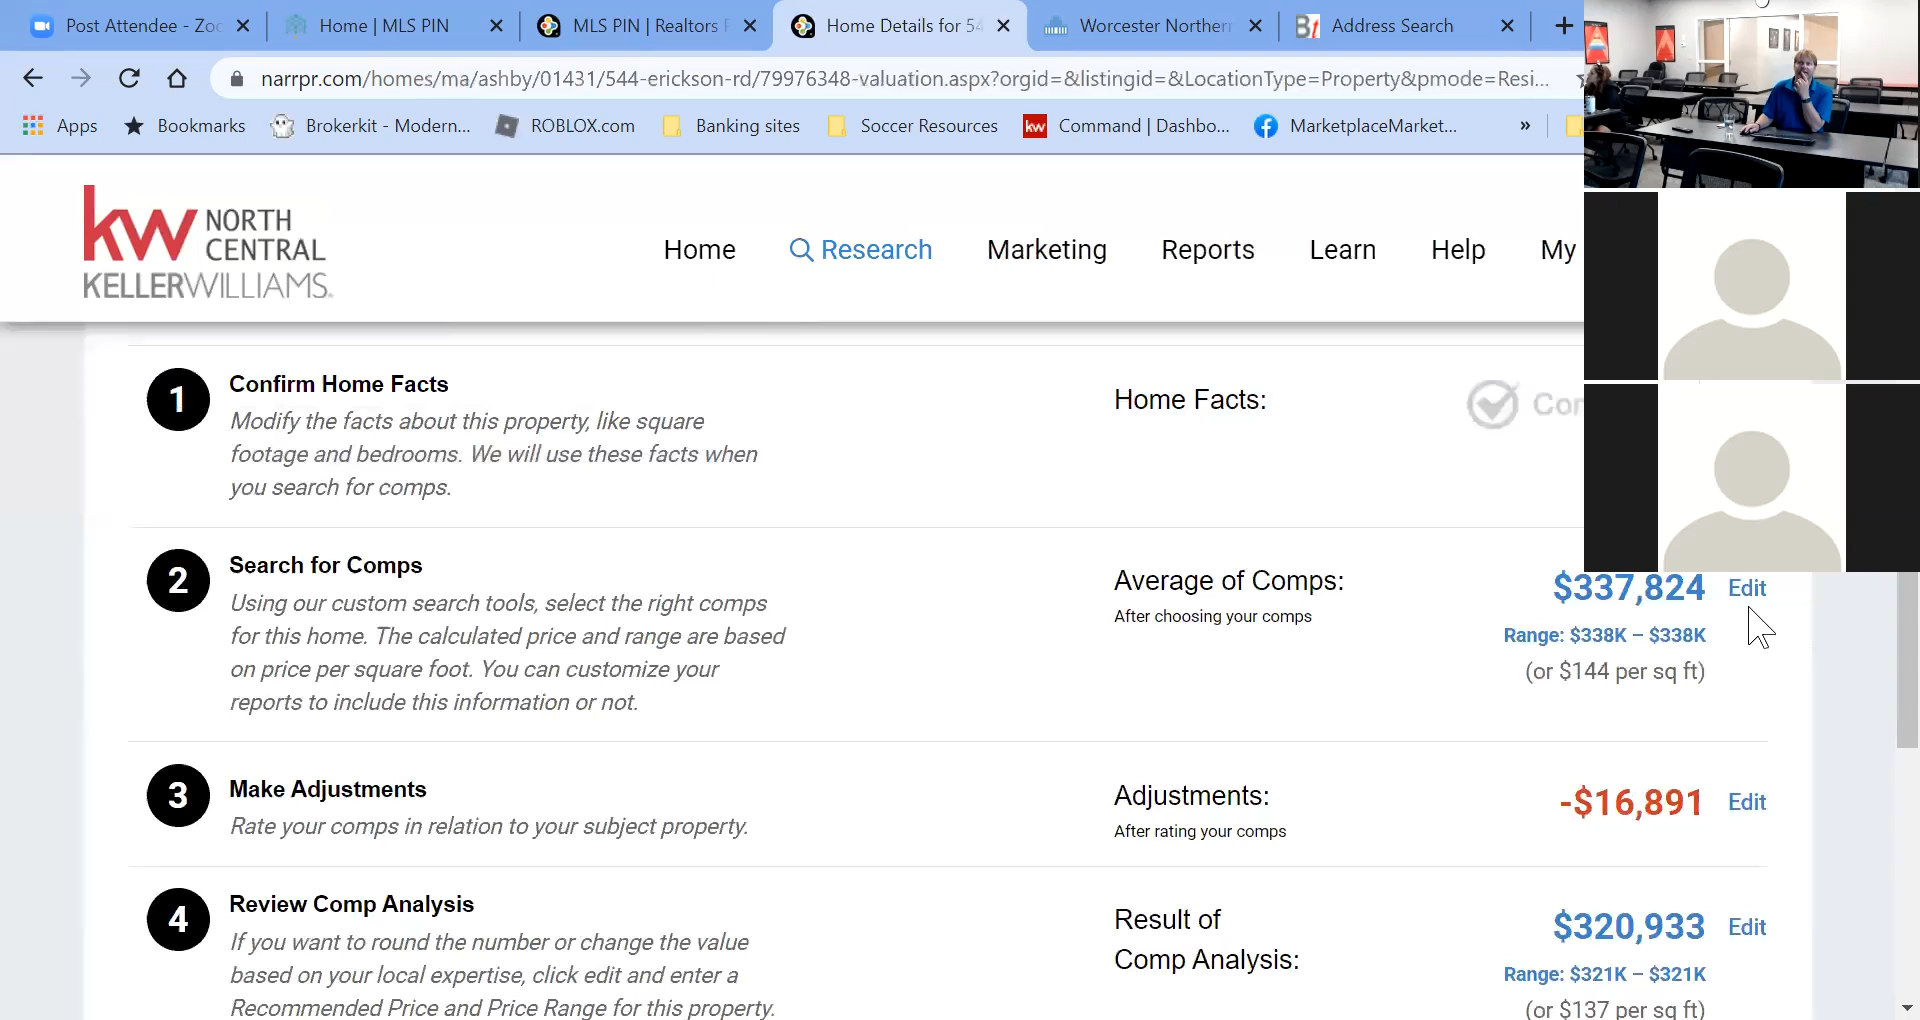 Post Attendee - Zoo
Home | MLS PIN
MLS PIN | Realtors P
Home Details for 54
Worcester Northern
Address Search
narrpr.com/homes/ma/ashby/01431/544-erickson-rd/79976348-valuation.aspx?orgid=&listingid=&LocationType=Property&pmode=Resi...
Apps
Bookmarks
Brokerkit - Modern...
ROBLOX.com
Banking sites
Soccer Resources
kw
Command | Dashbo...
MarketplaceMarket...
»
kw NORTH
CENTRAL
KELLERWILLIAMS.
Home
Research
Marketing
Reports
Learn
Help
My
1
Confirm Home Facts
Modify the facts about this property, like square
footage and bedrooms. We will use these facts when
you search for comps.
Home Facts:
Con
2
Search for Comps
Using our custom search tools, select the right comps
for this home. The calculated price and range are based
on price per square foot. You can customize your
reports to include this information or not.
Average of Comps:
After choosing your comps
$337,824 Edit
Range: $338K – $338K
(or $144 per sq ft)
3
Make Adjustments
Rate your comps in relation to your subject property.
Adjustments:
After rating your comps
-$16,891 Edit
4
Review Comp Analysis
If you want to round the number or change the value
based on your local expertise, click edit and enter a
Recommended Price and Price Range for this property.
Result of
Comp Analysis:
$320,933 Edit
Range: $321K – $321K
(or $137 per sq ft)